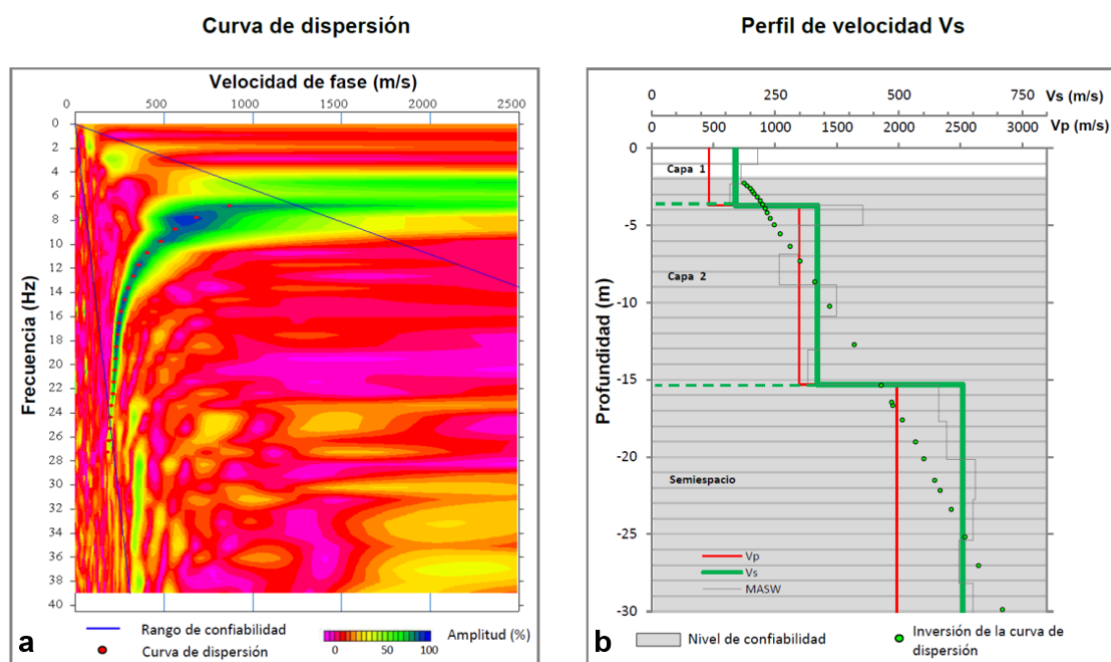 Curva de dispersión
Velocidad de fase (m/s)
0 500 1000 1500 2000 2500
Frecuencia (Hz)
0
2
4
6
8
10
12
14
16
18
20
22
24
26
28
30
32
34
36
38
40
a
Rango de confiabilidad
Curva de dispersión
Amplitud (%)
0 50 100
Perfil de velocidad Vs
0 250 500 750 Vs (m/s)
0 500 1000 2000 2000 2600 3200 Vp (m/s)
Profundidad (m)
0
-5
-10
-15
-20
-25
-30
Capa 1
Capa 2
Semiespacio
Vp
Vs
MASW
b
Nivel de confiabilidad
Inversión de la curva de
dispersión